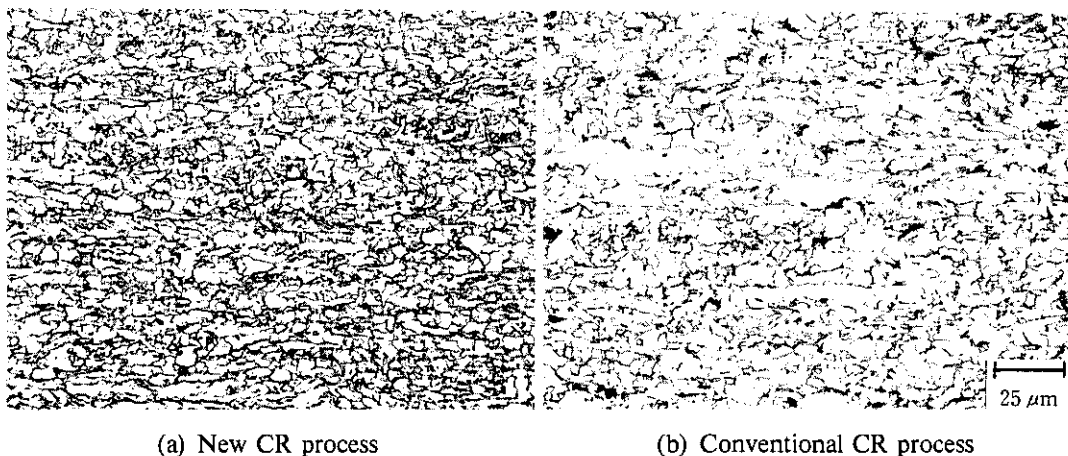 25 μm
(a) New CR process
(b) Conventional CR process